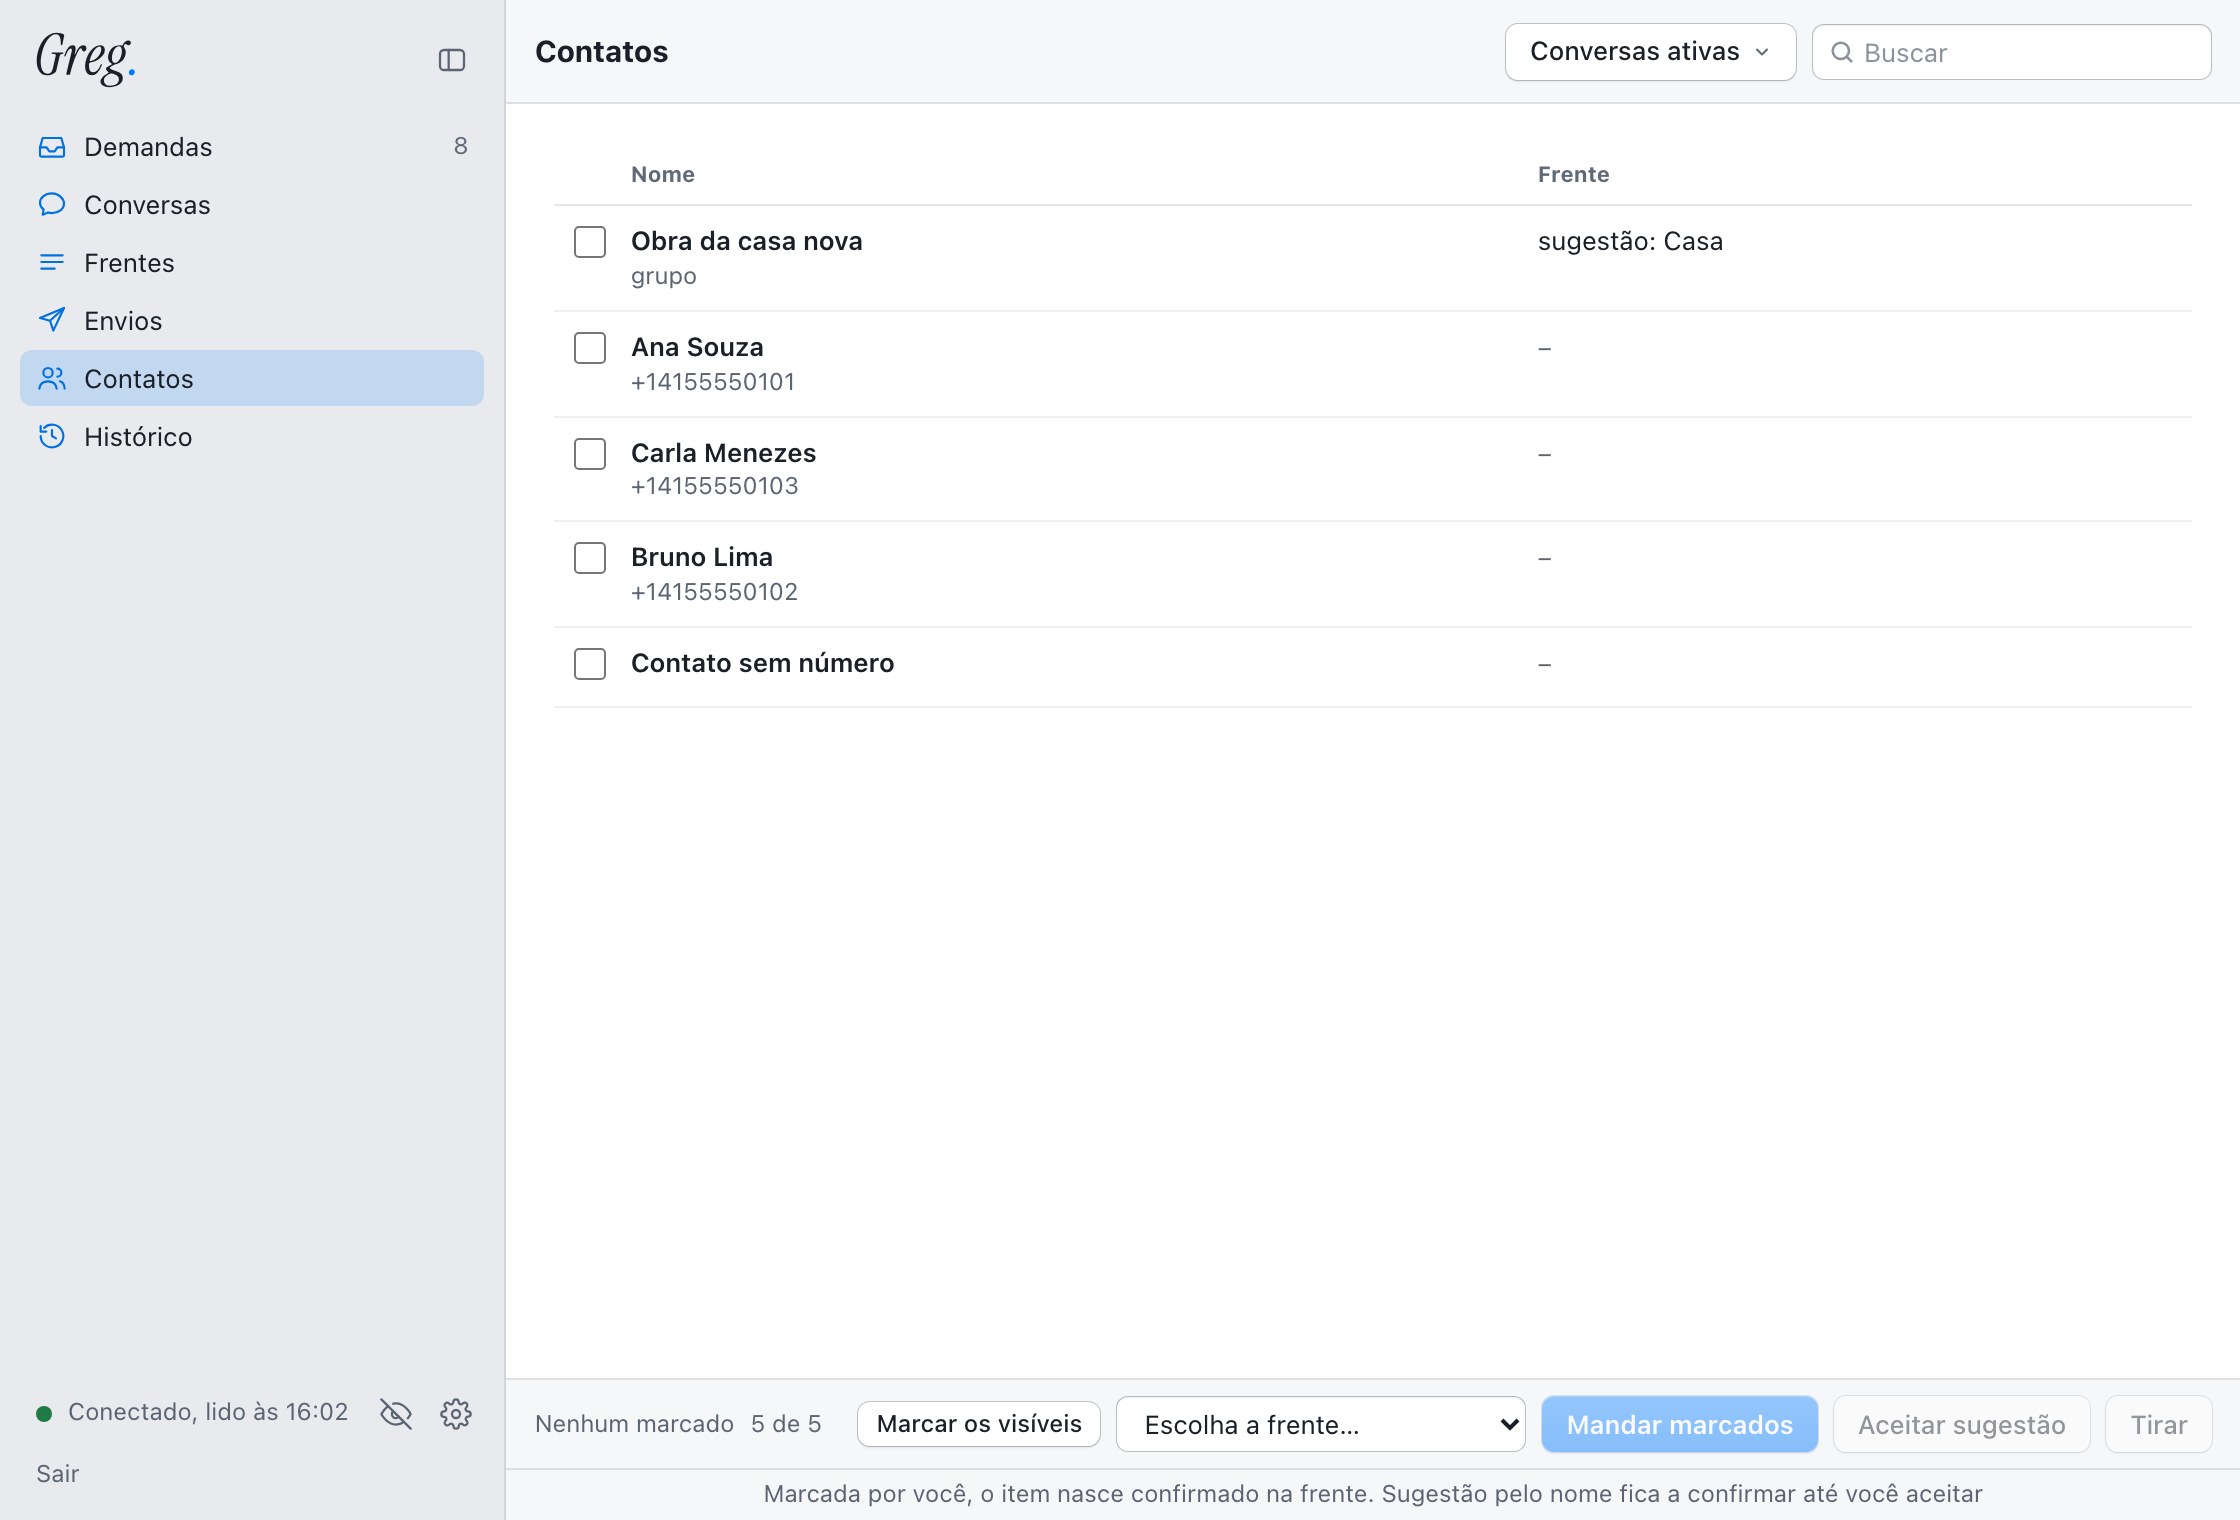 Greg.
Demandas 8
Conversas
Frentes
Envios
Contatos
Histórico
Conectado, lido às 16:02
Sair
Contatos
Conversas ativas
Buscar
Nome Frente
Obra da casa nova sugestão: Casa
grupo
Ana Souza –
+14155550101
Carla Menezes –
+14155550103
Bruno Lima –
+14155550102
Contato sem número –
Nenhum marcado 5 de 5 Marcar os visíveis Escolha a frente... Mandar marcados Aceitar sugestão Tirar
Marcada por você, o item nasce confirmado na frente. Sugestão pelo nome fica a confirmar até você aceitar